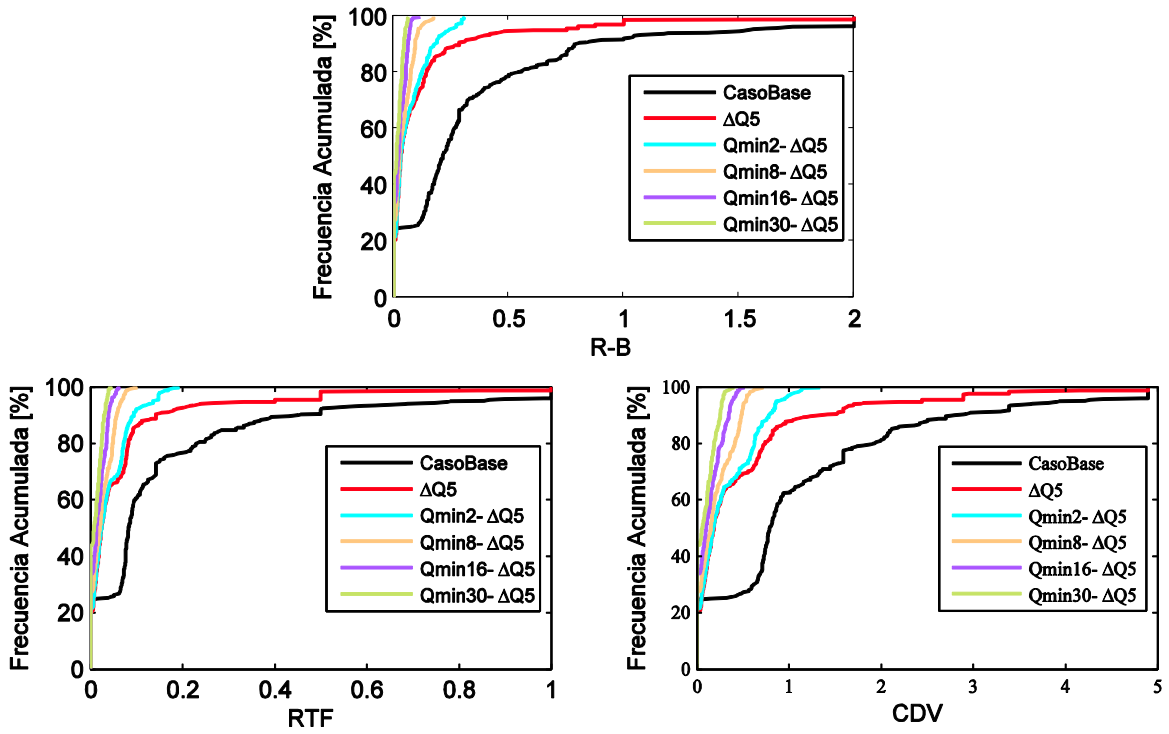 Frecuencia Acumulada [%]
100
80
60
40
20
0
0
0.5
1
1.5
2
R-B
CasoBase
ΔQ5
Qmin2- ΔQ5
Qmin8- ΔQ5
Qmin16- ΔQ5
Qmin30- ΔQ5
Frecuencia Acumulada [%]
100
80
60
40
20
0
0
0.2
0.4
0.6
0.8
1
RTF
CasoBase
ΔQ5
Qmin2- ΔQ5
Qmin8- ΔQ5
Qmin16- ΔQ5
Qmin30- ΔQ5
Frecuencia Acumulada [%]
100
80
60
40
20
0
0
1
2
3
4
5
CDV
CasoBase
ΔQ5
Qmin2- ΔQ5
Qmin8- ΔQ5
Qmin16- ΔQ5
Qmin30- ΔQ5